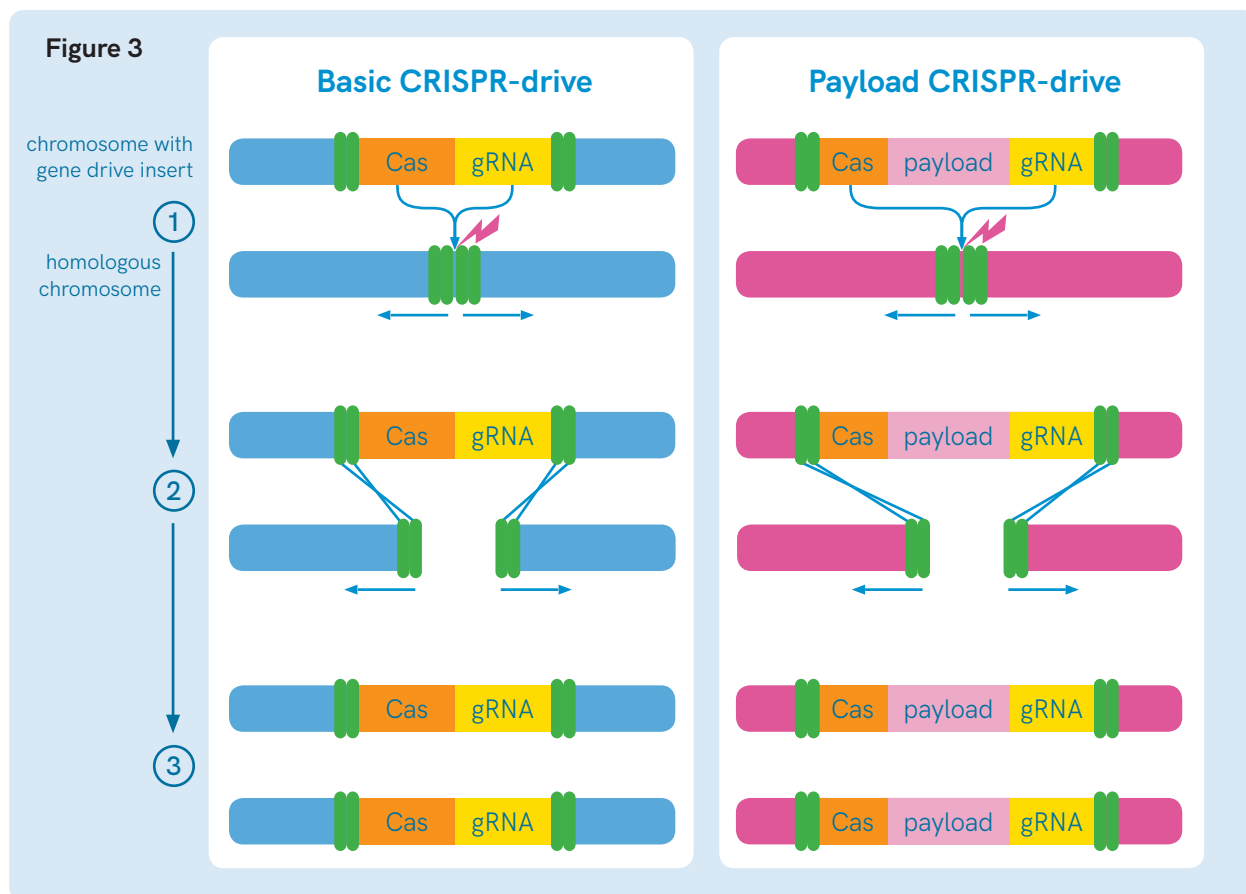 Figure 3
Basic CRISPR-drive
Payload CRISPR-drive
chromosome with
gene drive insert
Cas gRNA
Cas payload gRNA
1
homologous
chromosome
Cas gRNA
Cas payload gRNA
2
Cas gRNA
Cas payload gRNA
3
Cas gRNA
Cas payload gRNA